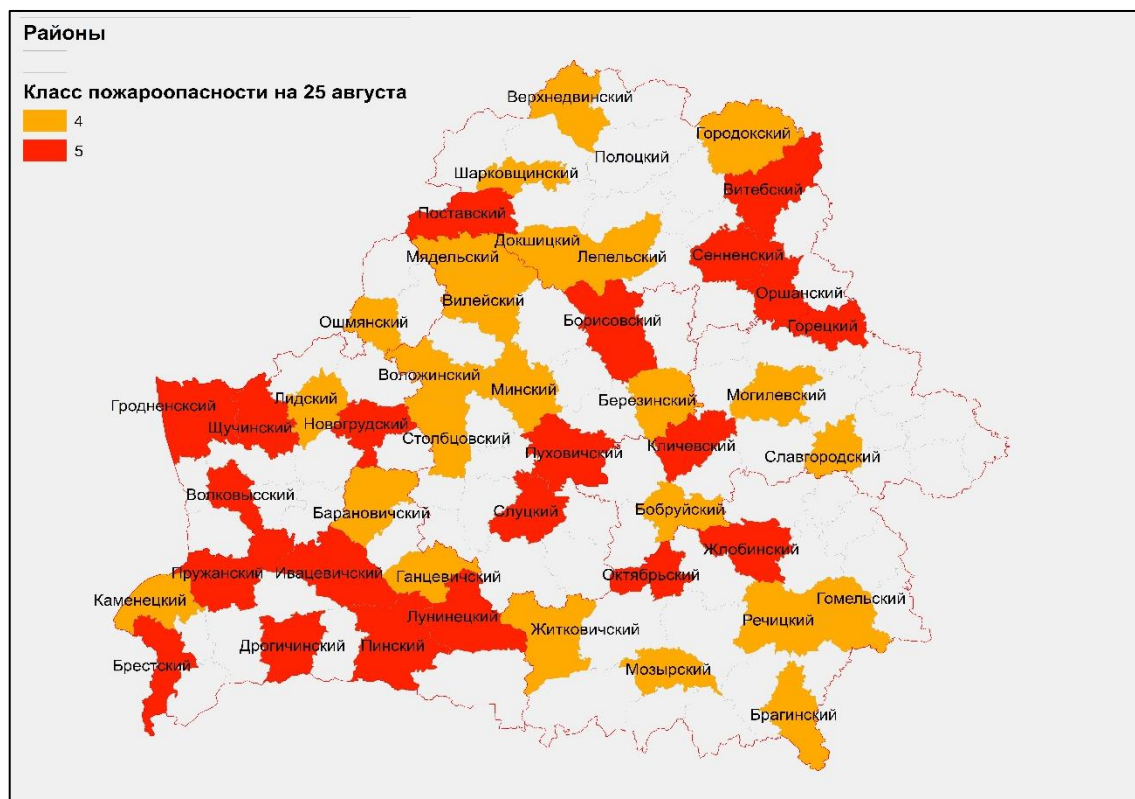 Районы
Класс пожароопасности на 25 августа
4
5
Верхнедвинский
Городокский
Полоцкий
Шарковщинский
Витебский
Поставский
Докшицкий
Мядельский
Лепельский
Сенненский
Вилейский
Оршанский
Ошмянский
Борисовский
Горецкий
Воложинский
Минский
Лидский
Березинский
Могилевский
Гродненсксий
Новогрудский
Щучинский
Столбцовский
Кличевский
Пуховичский
Славгородский
Волковысский
Барановичский
Слуцкий
Бобруйский
Жлобинский
Пружанский
Ивацевичский
Ганцевичский
Октябрьский
Каменецкий
Гомельский
Лунинецкий
Речицкий
Житковичский
Дрогичинский
Пинский
Брестский
Мозырский
Брагинский